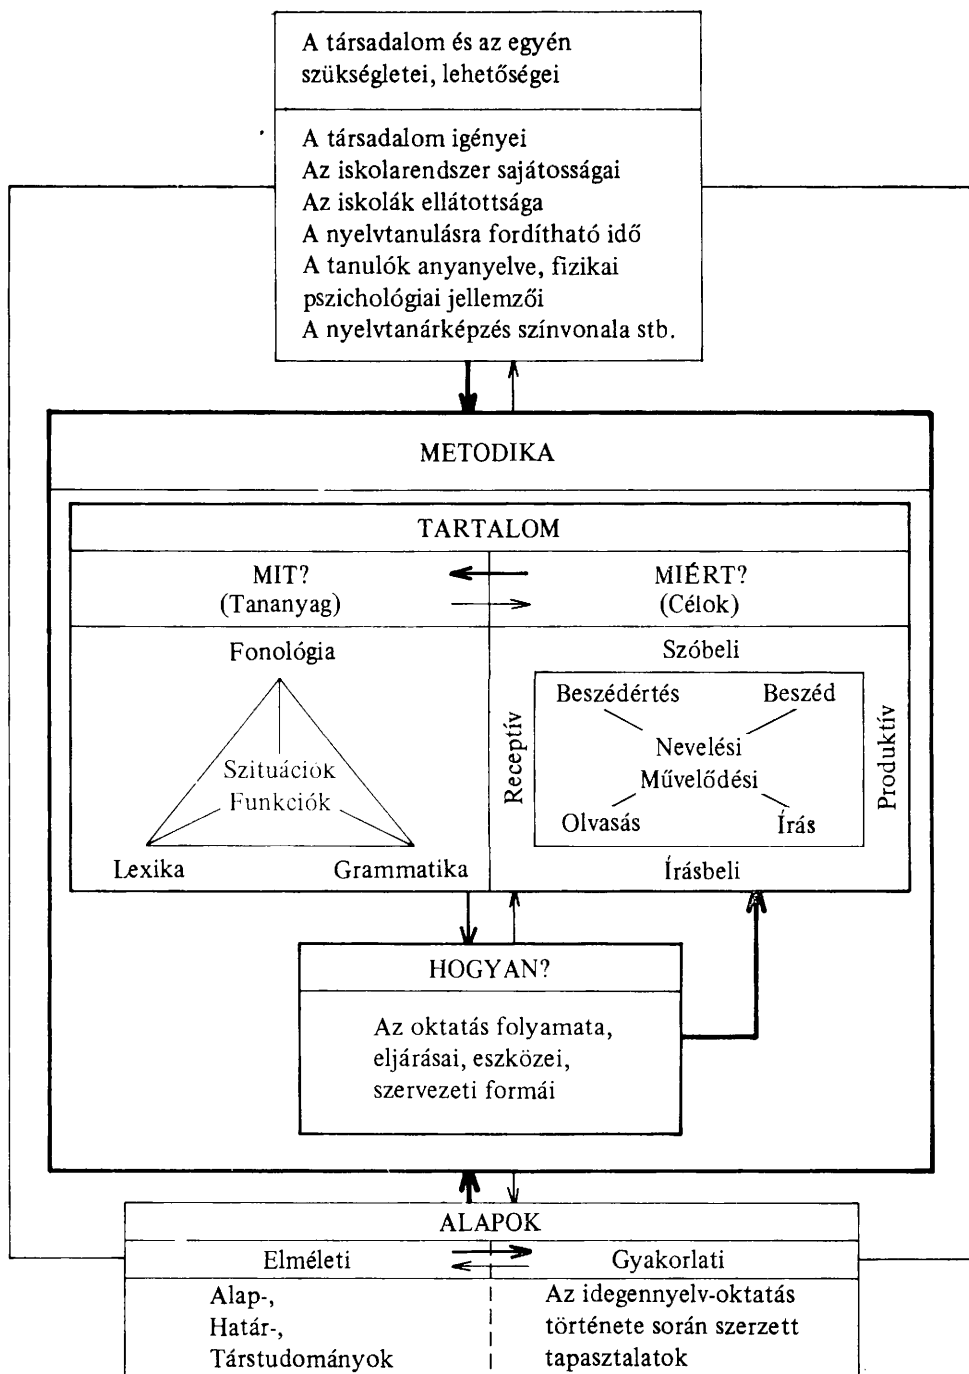 A társadalom és az egyén
szükségletei, lehetőségei
A társadalom igényei
Az iskolarendszer sajátosságai
Az iskolák ellátottsága
A nyelvtanulásra fordítható idő
A tanulók anyanyelve, fizikai
pszichológiai jellemzői
A nyelvtanárképzés színvonala stb.
METODIKA
TARTALOM
MIT?
(Tananyag)
MIÉRT?
(Célok)
Fonológia
Szituációk
Funkciók
Lexika
Grammatika
Szóbeli
Receptív
Beszédértés
Beszéd
Nevelési
Művelődési
Olvasás
Írás
Produktív
Írásbeli
HOGYAN?
Az oktatás folyamata,
eljárásai, eszközei,
szervezeti formái
ALAPOK
Elméleti
Gyakorlati
Alap-,
Határ-,
Társtudományok
Az idegennyelv-oktatás
története során szerzett
tapasztalatok